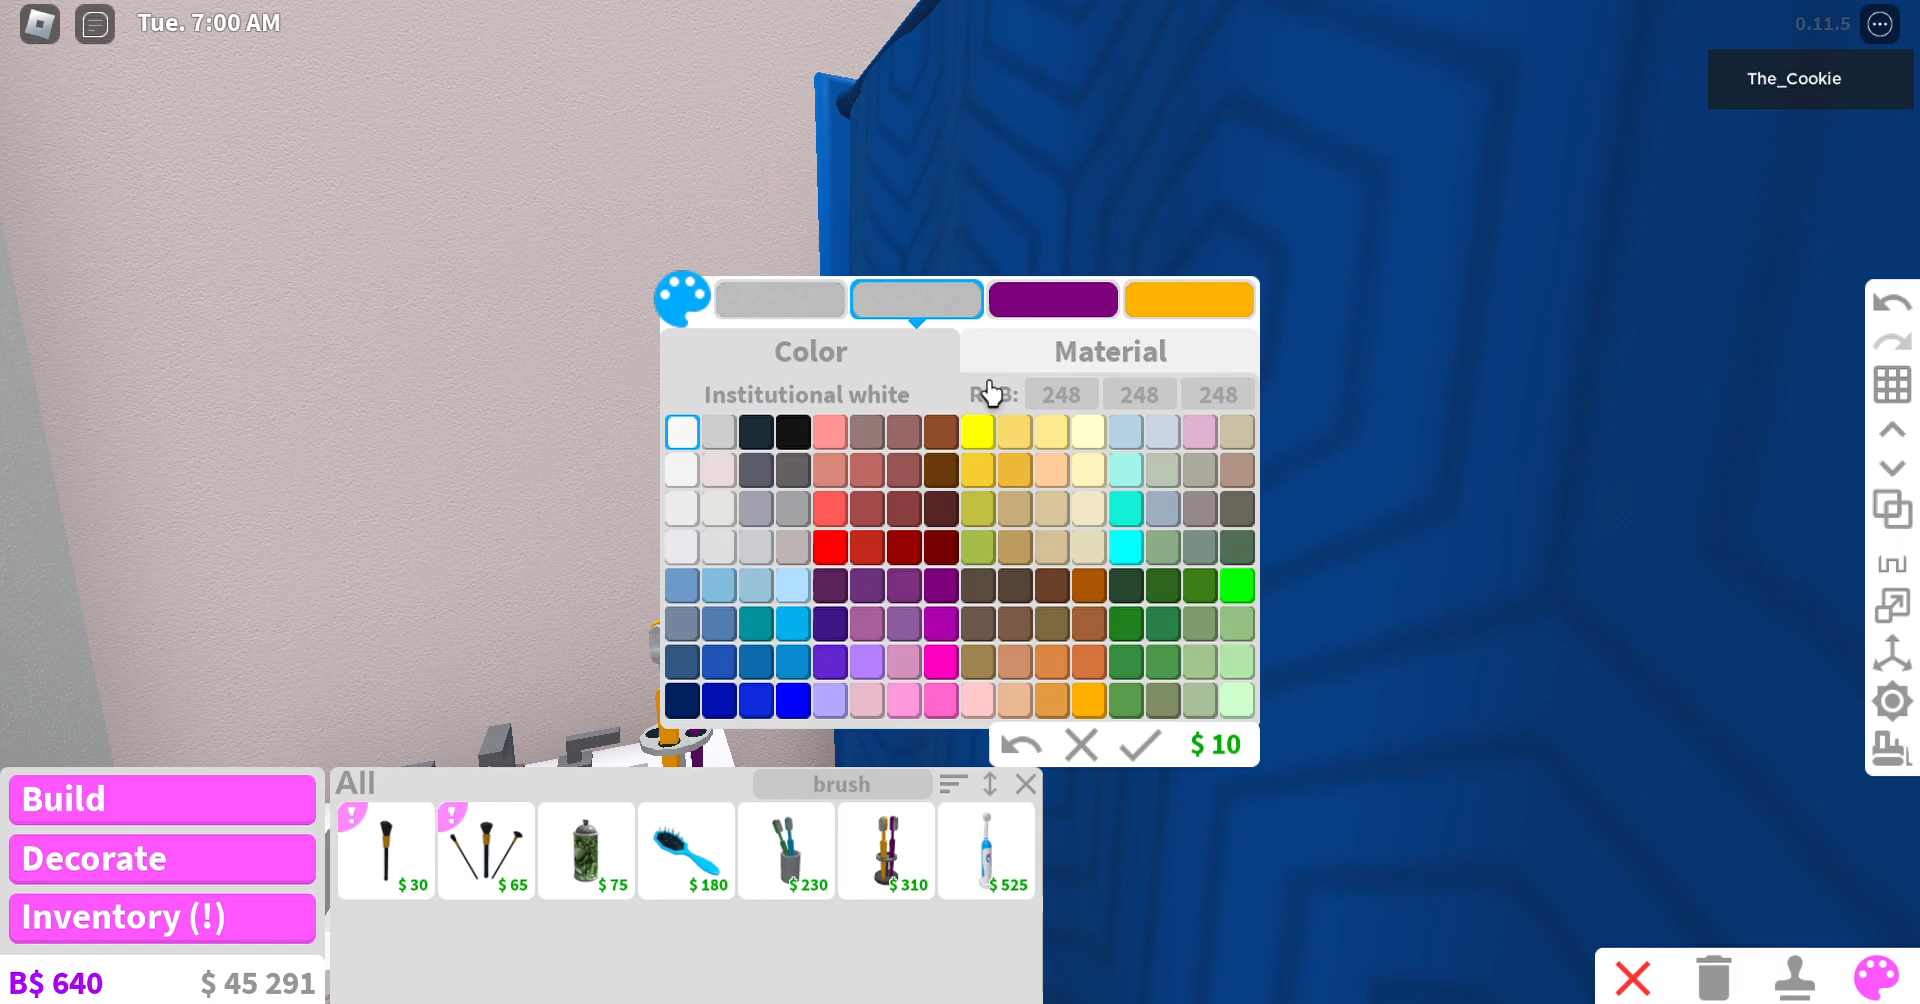 Tue. 7:00 AM
0.11.5
The_Cookie
Color
Material
Institutional white
248 248 248
$ 10
Build
Decorate
Inventory (!)
B$ 640
$ 45 291
All
brush
!
!
$ 30
$ 65
$ 75
$ 180
$ 230
$ 310
$ 525